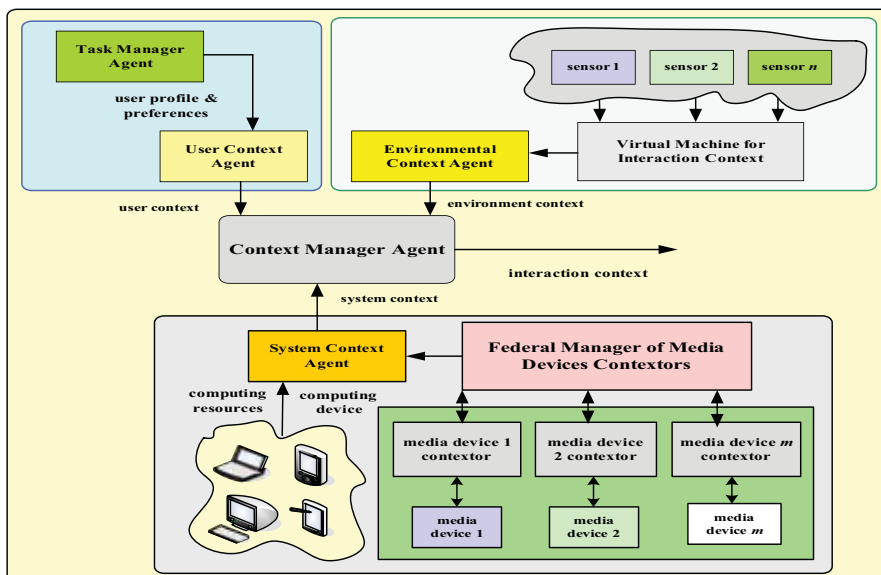 Task Manager
Agent
user profile &
preferences
User Context
Agent
user context
sensor 1
sensor 2
sensor n
Virtual Machine for
Interaction Context
Environmental
Context Agent
environment context
Context Manager Agent
interaction context
system context
System Context
Agent
Federal Manager of Media
Devices Contextors
computing
resources
computing
device
media device 1
contextor
media device
2 contextor
media device m
contextor
media
device 1
media
device 2
media
device m